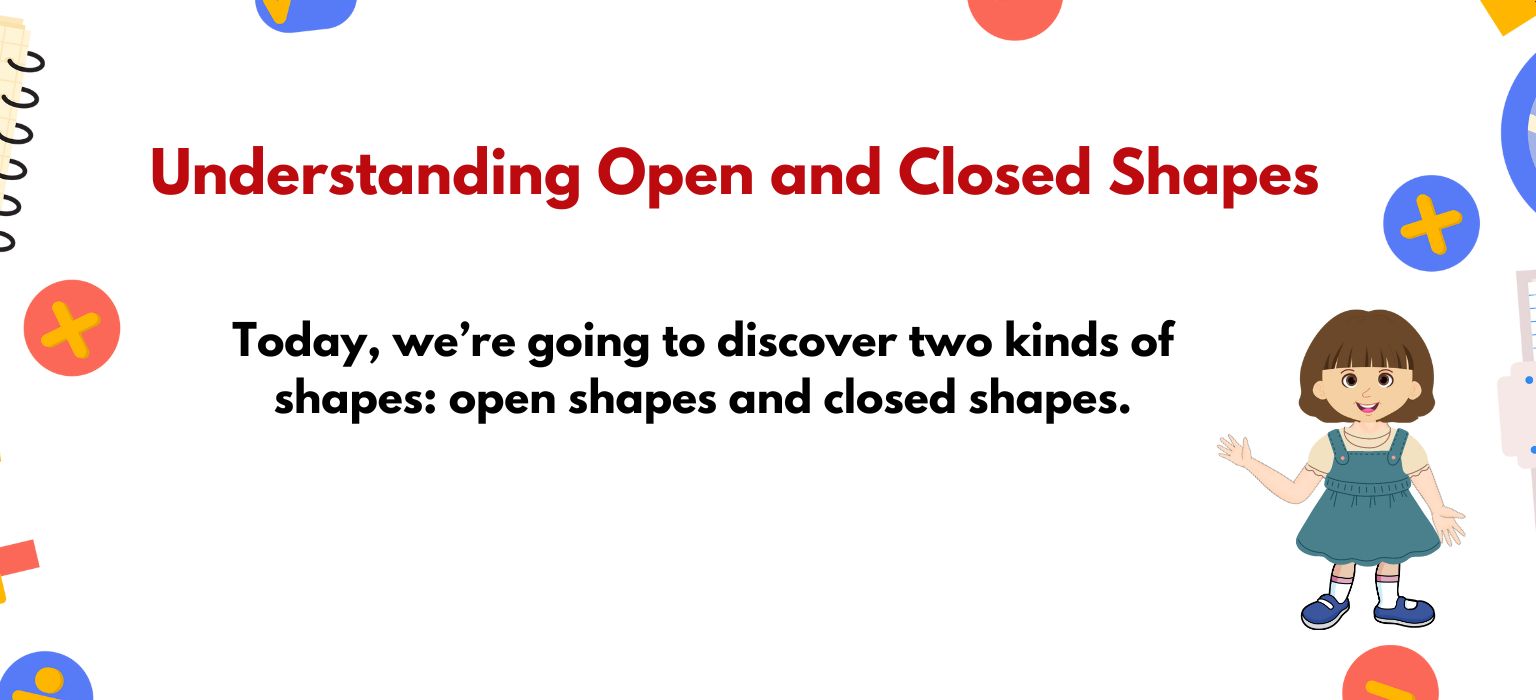 Understanding Open and Closed Shapes
Today, we’re going to discover two kinds of
shapes: open shapes and closed shapes.